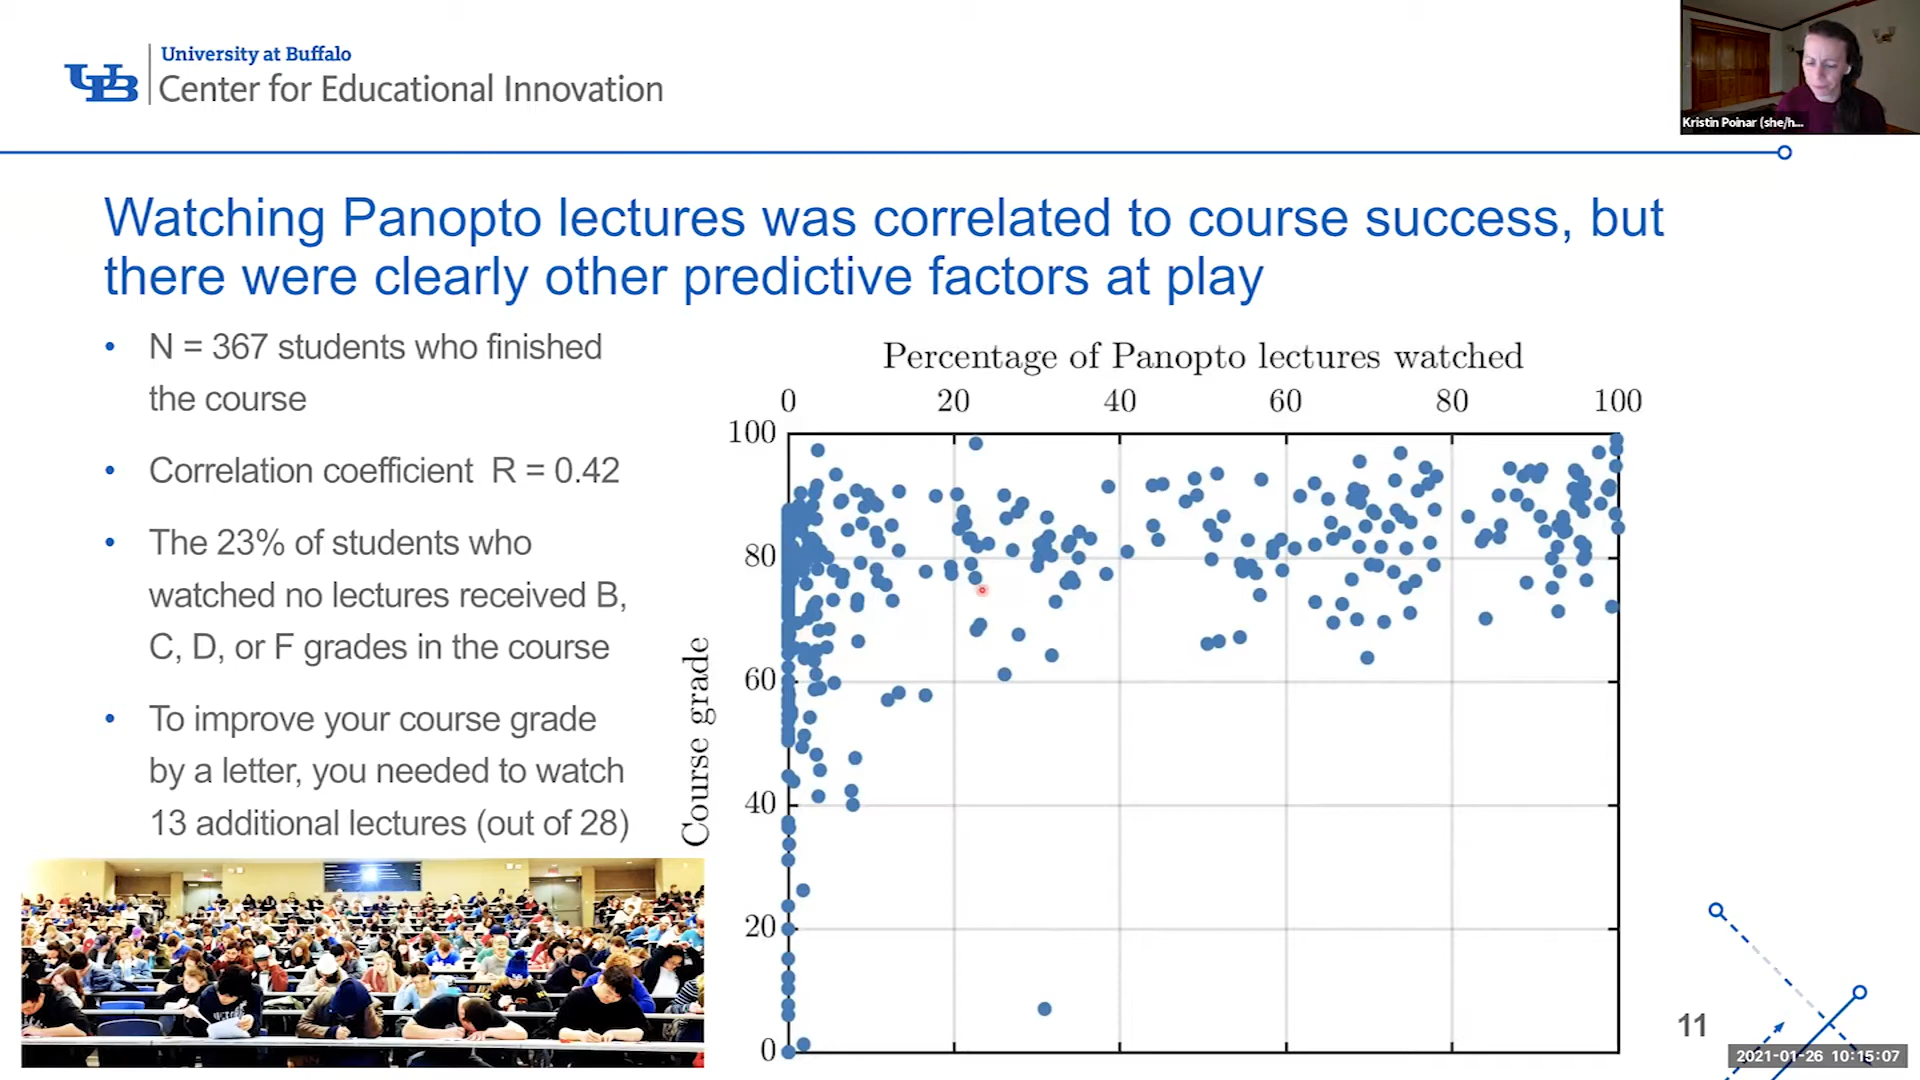 University at Buffalo
UB
Center for Educational Innovation
Kristin Poinar (she/h...
Watching Panopto lectures was correlated to course success, but
there were clearly other predictive factors at play
• N = 367 students who finished
the course
• Correlation coefficient R = 0.42
• The 23% of students who
watched no lectures received B,
C, D, or F grades in the course
• To improve your course grade
by a letter, you needed to watch
13 additional lectures (out of 28)
Percentage of Panopto lectures watched
0 20 40 60 80 100
100
80
60
40
20
0
Course grade
11
2021-01-26 10:15:07